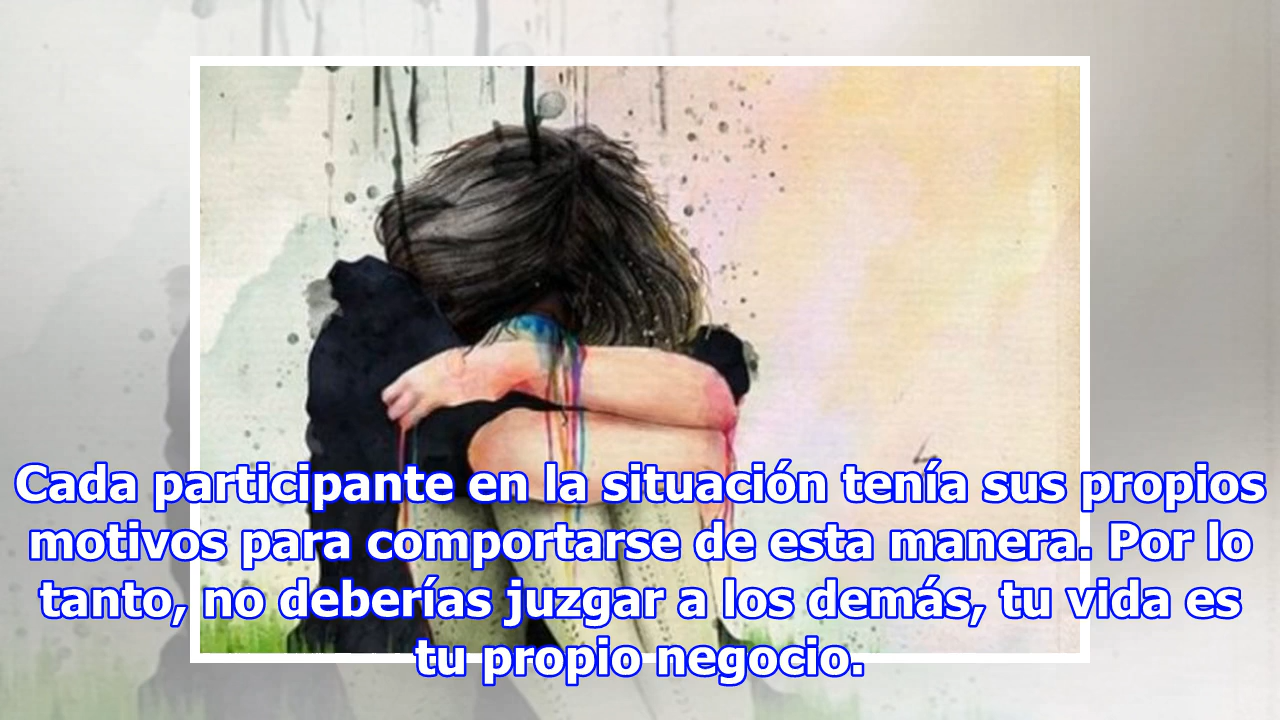 Cada participante en la situación tenía sus propios
motivos para comportarse de esta manera. Por lo
tanto, no deberías juzgar a los demás, tu vida es
tu propio negocio.